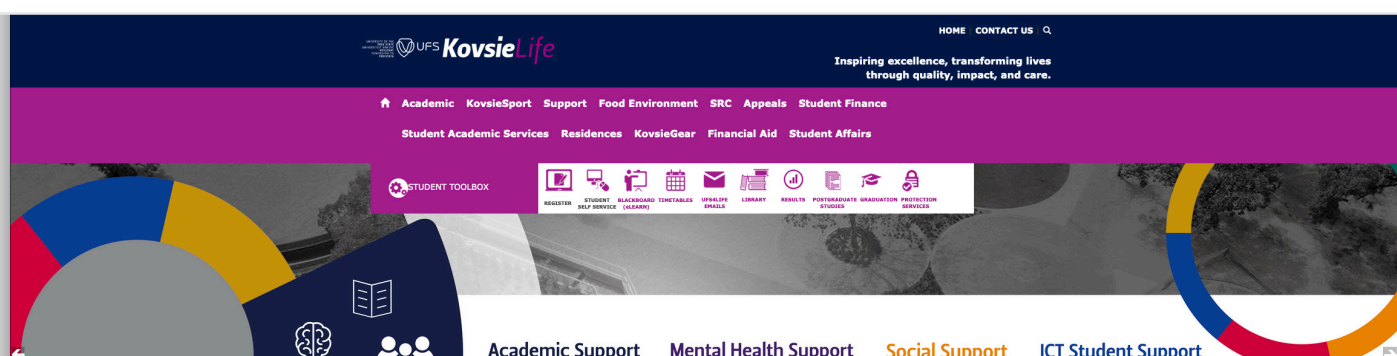 HOME CONTACT US
UFS KovsieLife
Inspiring excellence, transforming lives
through quality, impact, and care.
Academic KovsieSport Support Food Environment SRC Appeals Student Finance
Student Academic Services Residences KovsieGear Financial Aid Student Affairs
STUDENT TOOLBOX
REGISTER
STUDENT
SELF SERVICE
BLACKBOARD
(eLEARN)
TIMETABLES
UFS4LIFE
EMAILS
LIBRARY
RESULTS
POSTGRADUATE
STUDIES
GRADUATION
PROTECTION
SERVICES
Academic Support Mental Health Support Social Support ICT Student Support